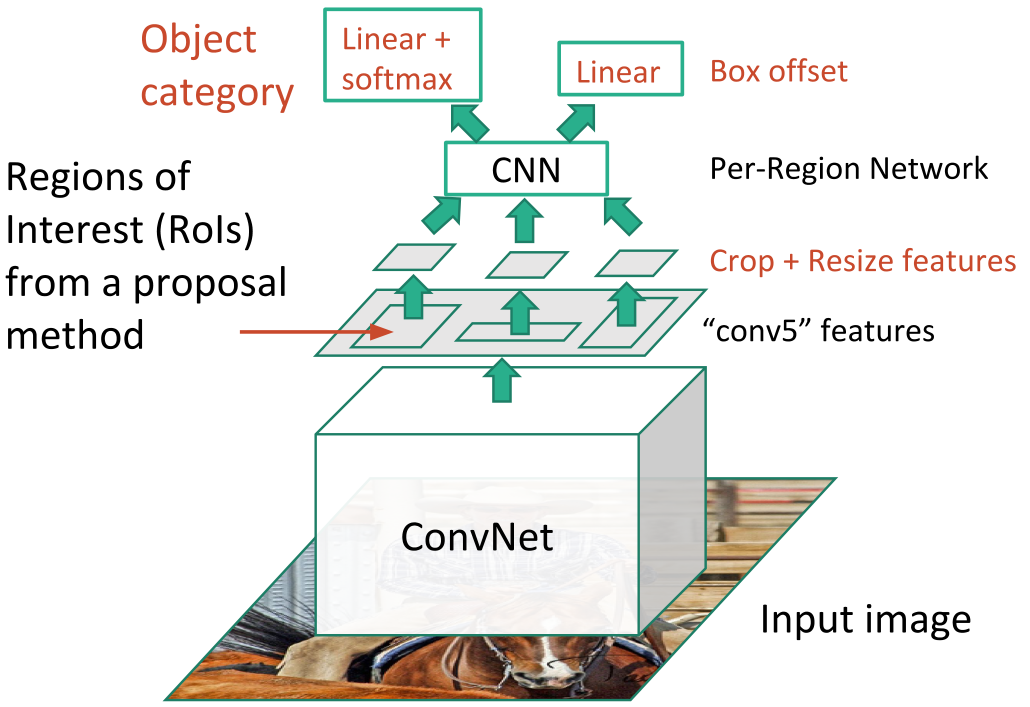 Object
category
Linear +
softmax
Linear
Box offset
CNN
Per-Region Network
Regions of
Interest (RoIs)
from a proposal
method
Crop + Resize features
“conv5” features
ConvNet
Input image